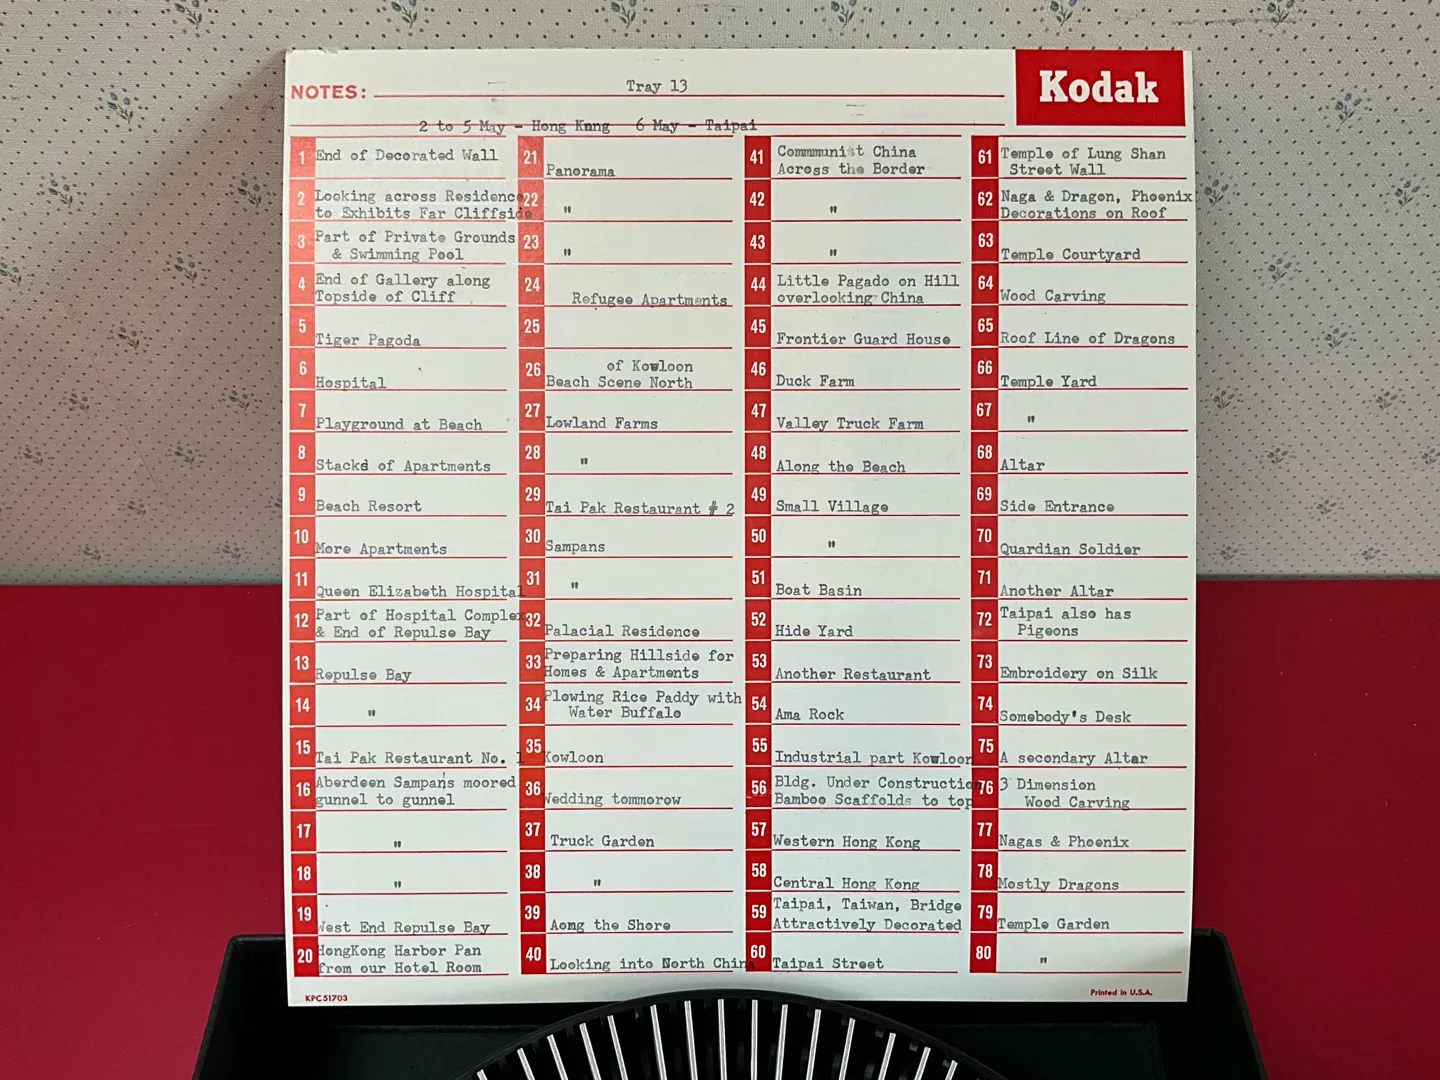 NOTES: Tray 13
Kodak
2 to 5 May - Hong Kong 6 May - Taipai
1 End of Decorated Wall
2 Looking across Residence
to Exhibits Far Cliffside
3 Part of Private Grounds
& Swimming Pool
4 End of Gallery along
Topside of Cliff
5 Tiger Pagoda
6 Hospital
7 Playground at Beach
8 Stacks of Apartments
9 Beach Resort
10 More Apartments
11 Queen Elizabeth Hospital
12 Part of Hospital Complex
& End of Repulse Bay
13 Repulse Bay
14 "
15 Tai Pak Restaurant No. 1
16 Aberdeen Sampans moored
gunnel to gunnel
17 "
18 "
19 West End Repulse Bay
20 HongKong Harbor Pan
from our Hotel Room
21 Panorama
22 "
23 "
24 Refugee Apartments
25
26 of Kowloon
Beach Scene North
27 Lowland Farms
28 "
29 Tai Pak Restaurant # 2
30 Sampans
31 "
32 Palacial Residence
33 Preparing Hillside for
Homes & Apartments
34 Plowing Rice Paddy with
Water Buffalo
35 Kowloon
36 Wedding tommorow
37 Truck Garden
38 "
39 Aong the Shore
40 Looking into North China
41 Commmunist China
Across the Border
42 "
43 "
44 Little Pagado on Hill
overlooking China
45 Frontier Guard House
46 Duck Farm
47 Valley Truck Farm
48 Along the Beach
49 Small Village
50 "
51 Boat Basin
52 Hide Yard
53 Another Restaurant
54 Ama Rock
55 Industrial part Kowloon
56 Bldg. Under Construction
Bamboo Scaffolds to top
57 Western Hong Kong
58 Central Hong Kong
59 Taipai, Taiwan, Bridge
Attractively Decorated
60 Taipai Street
61 Temple of Lung Shan
Street Wall
62 Naga & Dragon, Phoenix
Decorations on Roof
63 Temple Courtyard
64 Wood Carving
65 Roof Line of Dragons
66 Temple Yard
67 "
68 Altar
69 Side Entrance
70 Quardian Soldier
71 Another Altar
72 Taipai also has
Pigeons
73 Embroidery on Silk
74 Somebody's Desk
75 A secondary Altar
76 3 Dimension
Wood Carving
77 Nagas & Phoenix
78 Mostly Dragons
79 Temple Garden
80 "
KPC51703
Printed in U.S.A.